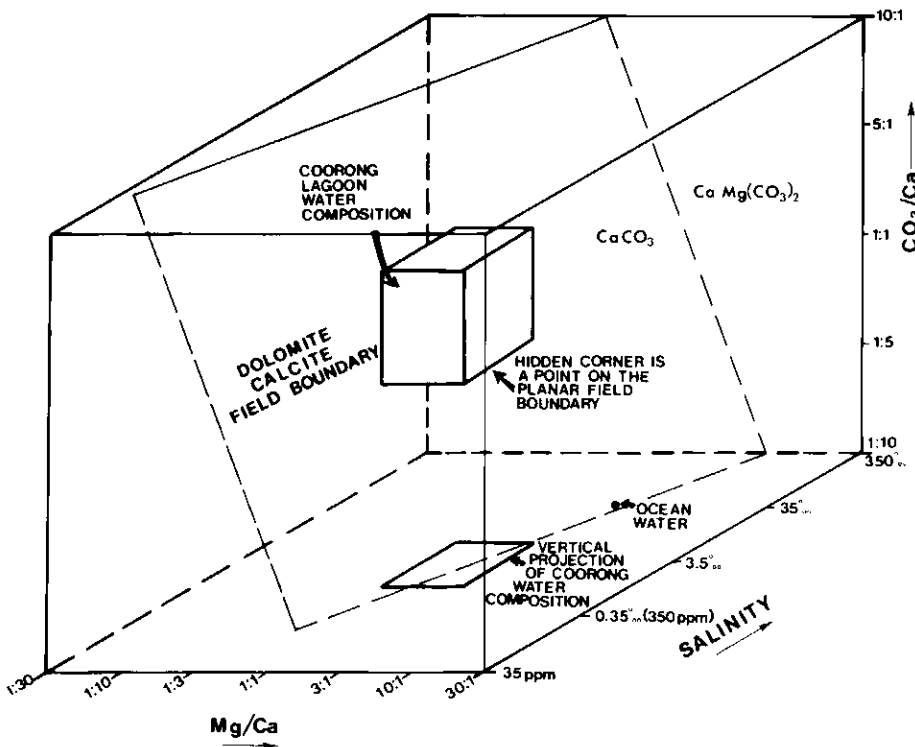 10:1
5:1
CO₃/Ca
Ca Mg(CO₃)₂
COORONG
LAGOON
WATER
COMPOSITION
CaCO₃
1:1
DOLOMITE
CALCITE
FIELD BOUNDARY
HIDDEN CORNER IS
A POINT ON THE
PLANAR FIELD
BOUNDARY
1:5
1:10
350‰
35‰
OCEAN
WATER
3.5‰
VERTICAL
PROJECTION
OF COORONG
WATER
COMPOSITION
0.35‰ (350 ppm)
SALINITY
35 ppm
1:30
1:10
1:3
1:1
3:1
10:1
30:1
Mg/Ca